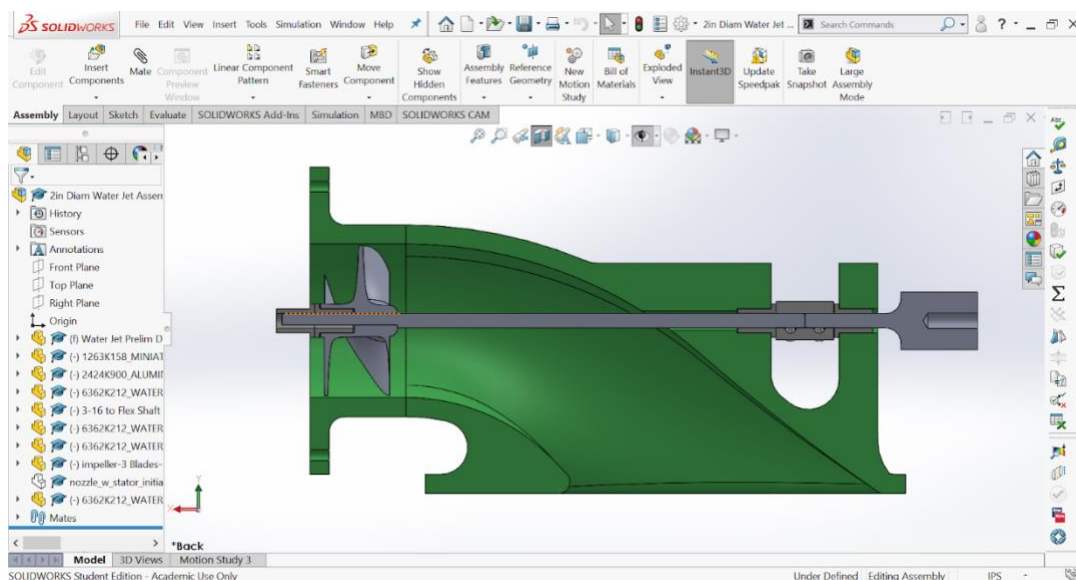 SOLIDWORKS File Edit View Insert Tools Simulation Window Help 2in Diam Water Jet ... Search Commands ?
Edit Component
Insert Components
Mate
Component Preview Window
Linear Component Pattern
Smart Fasteners
Move Component
Show Hidden Components
Assembly Features
Reference Geometry
New Motion Study
Bill of Materials
Exploded View
Instant3D
Update Speedpak
Take Snapshot
Large Assembly Mode
Assembly Layout Sketch Evaluate SOLIDWORKS Add-Ins Simulation MBD SOLIDWORKS CAM
2in Diam Water Jet Assen
History
Sensors
Annotations
Front Plane
Top Plane
Right Plane
Origin
(f) Water Jet Prelim D
(-) 1263K158_MINIAT
(-) 2424K900_ALUMII
(-) 6362K212_WATER
(-) 3-16 to Flex Shaft
(-) 6362K212_WATER
(-) 6362K212_WATER
(-) impeller-3 Blades-
nozzle_w_stator_initia
(-) 6362K212_WATER
Mates
Y
X
*Back
Model 3D Views Motion Study 3
SOLIDWORKS Student Edition - Academic Use Only Under Defined Editing Assembly IPS